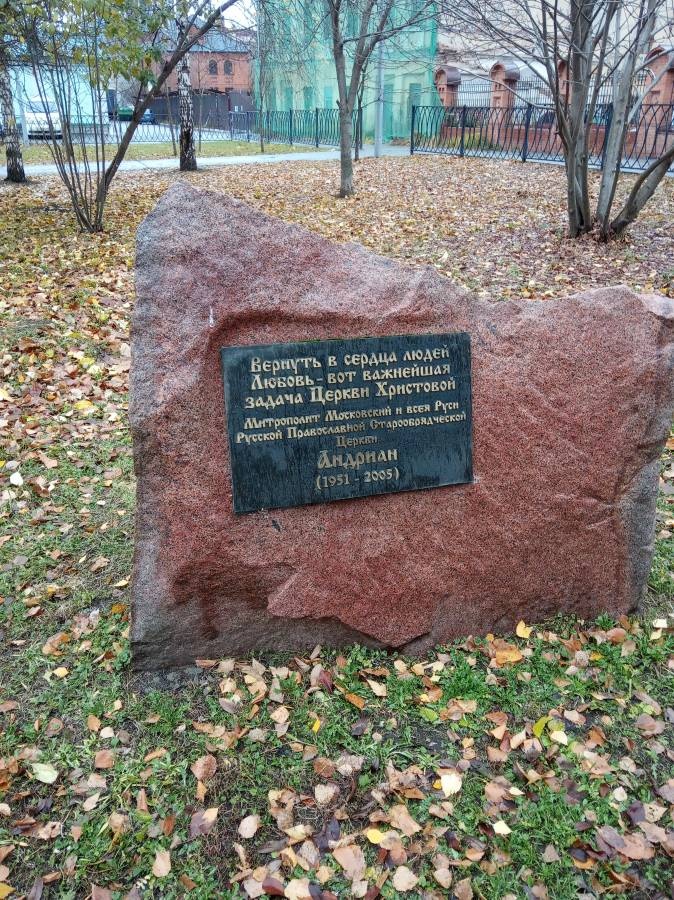 Вернуть в сердца людей
Любовь - вот важнейшая
задача Церкви Христовой
Митрополит Московский и всея Руси
Русской Православной Старообрядческой
Церкви
Андриан
(1951 - 2005)